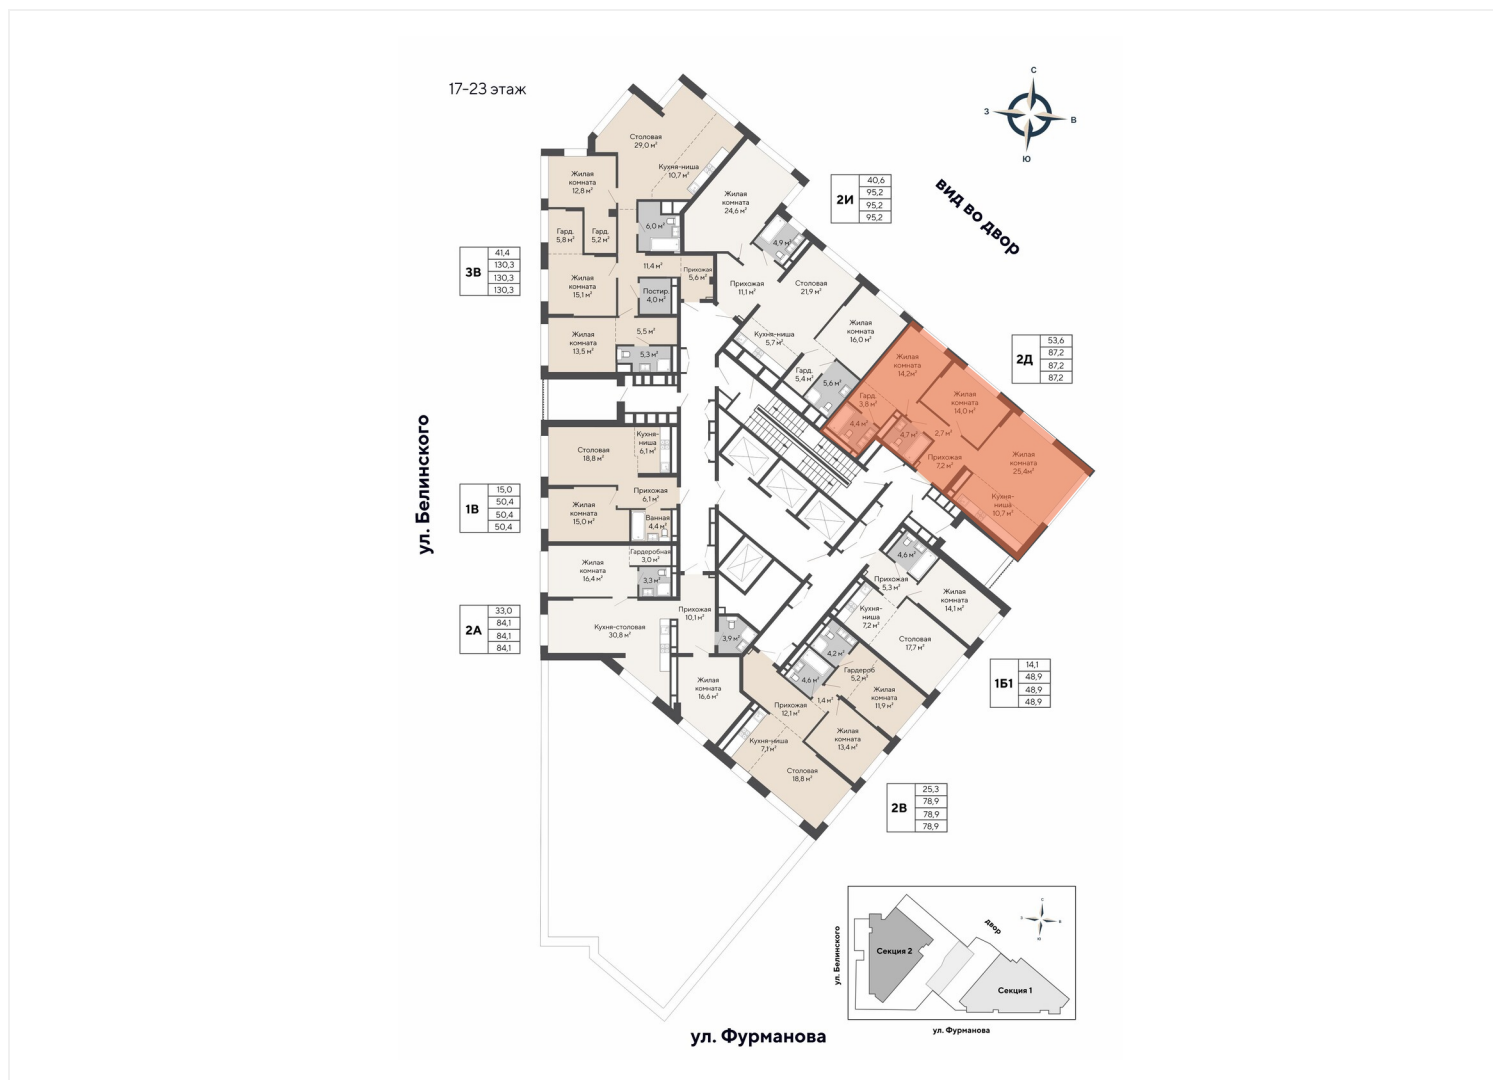 17-23 этаж
С
З
В
Ю
Столовая
29,0 м²
Кухня-ниша
10,7 м²
Жилая
комната
12,8 м²
Жилая
комната
24,6 м²
2И
40,6
95,2
95,2
95,2
вид во двор
6,0 м²
Гард.
5,8 м²
Гард.
5,2 м²
4,9 м²
3В
41,4
130,3
130,3
130,3
11,4 м²
Прихожая
5,6 м²
Прихожая
11,1 м²
Столовая
21,9 м²
Жилая
комната
15,1 м²
Постир.
4,0 м²
Жилая
комната
13,5 м²
5,5 м²
5,3 м²
Кухня-ниша
5,7 м²
Жилая
комната
16,0 м²
Гард.
5,4 м²
5,6 м²
2Д
53,6
87,2
87,2
87,2
Жилая
комната
14,2м²
Гард.
3,8 м²
Жилая
комната
14,0м²
4,4 м²
4,7 м²
2,7 м²
Прихожая
7,2 м²
Жилая
комната
25,4м²
Кухня-
ниша
10,7 м²
ул. Белинского
Столовая
18,8 м²
Кухня-
ниша
6,1 м²
1В
15,0
50,4
50,4
50,4
Прихожая
6,1 м²
Жилая
комната
15,0 м²
Ванная
4,4 м²
Гардеробная
3,0 м²
Жилая
комната
16,4 м²
3,3 м²
2А
33,0
84,1
84,1
84,1
Кухня-столовая
30,8 м²
Прихожая
10,1 м²
3,9 м²
Жилая
комната
16,6 м²
4,6 м²
Прихожая
5,3 м²
Жилая
комната
14,1 м²
Кухня-
ниша
7,2 м²
Столовая
17,7 м²
1Б1
14,1
48,9
48,9
48,9
4,2 м²
4,6 м²
Гардероб
5,2 м²
1,4 м²
Жилая
комната
11,9 м²
Прихожая
12,1 м²
Жилая
комната
13,4 м²
Кухня-ниша
7,1 м²
Столовая
18,8 м²
2В
25,3
78,9
78,9
78,9
ул. Фурманова
ул. Белинского
двор
С
З
В
Ю
Секция 2
Секция 1
ул. Фурманова